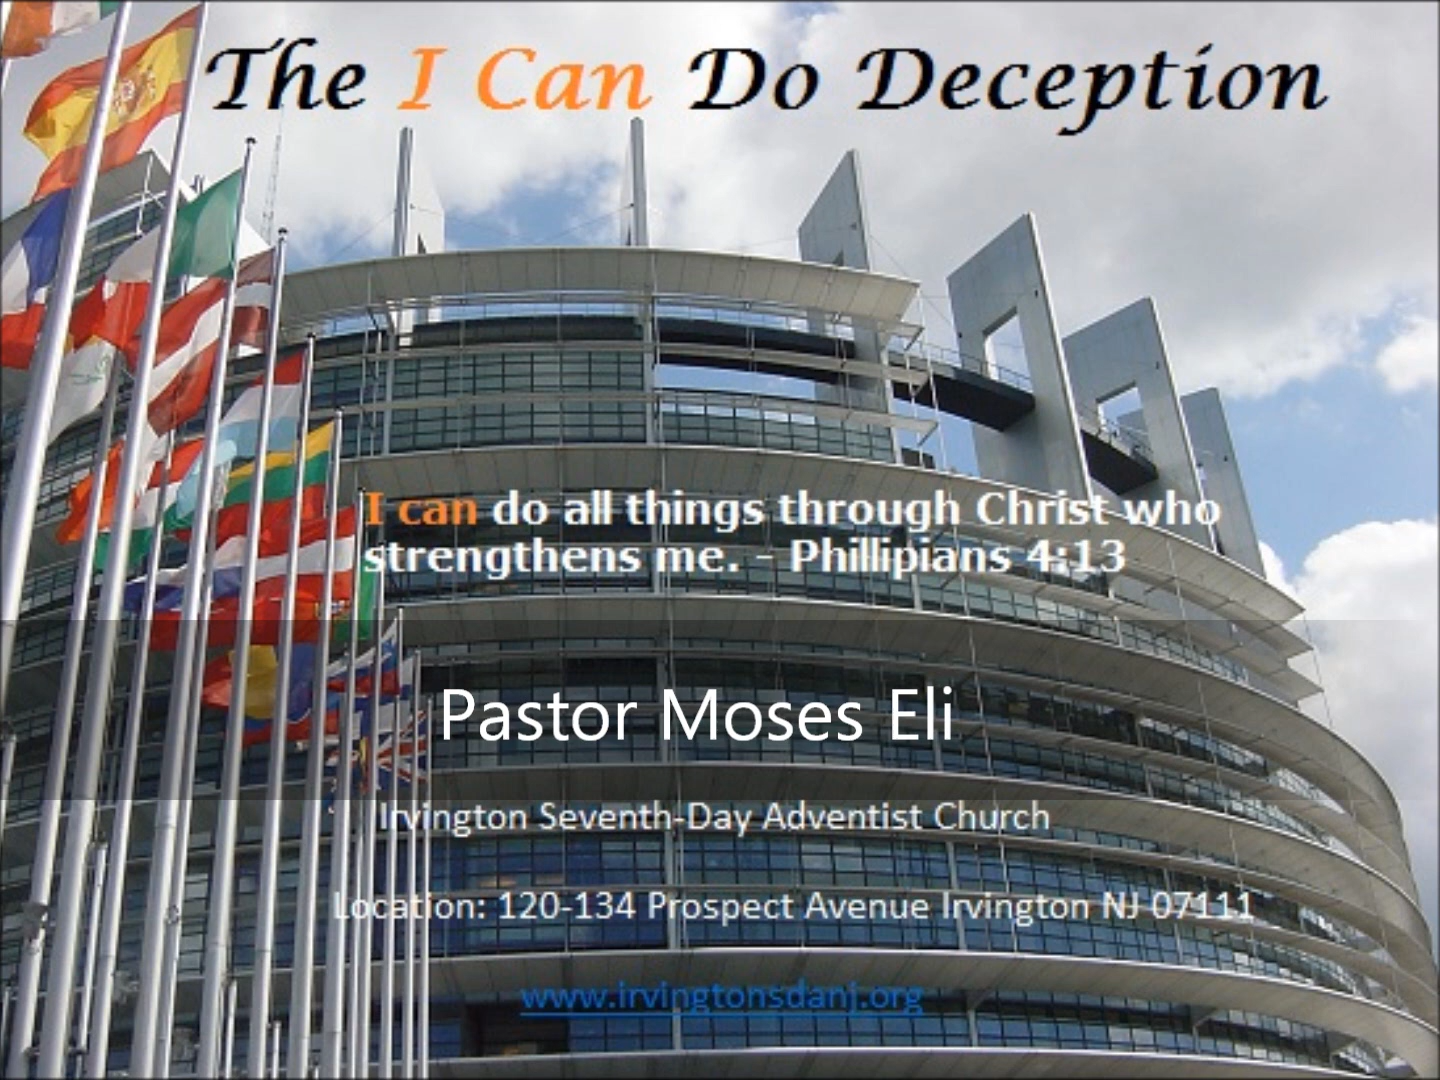 The I Can Do Deception
I can do all things through Christ who
strengthens me. - Phillipians 4:13
Pastor Moses Eli
Irvington Seventh-Day Adventist Church
Location: 120-134 Prospect Avenue Irvington NJ 07111
www.irvingtonsdanj.org